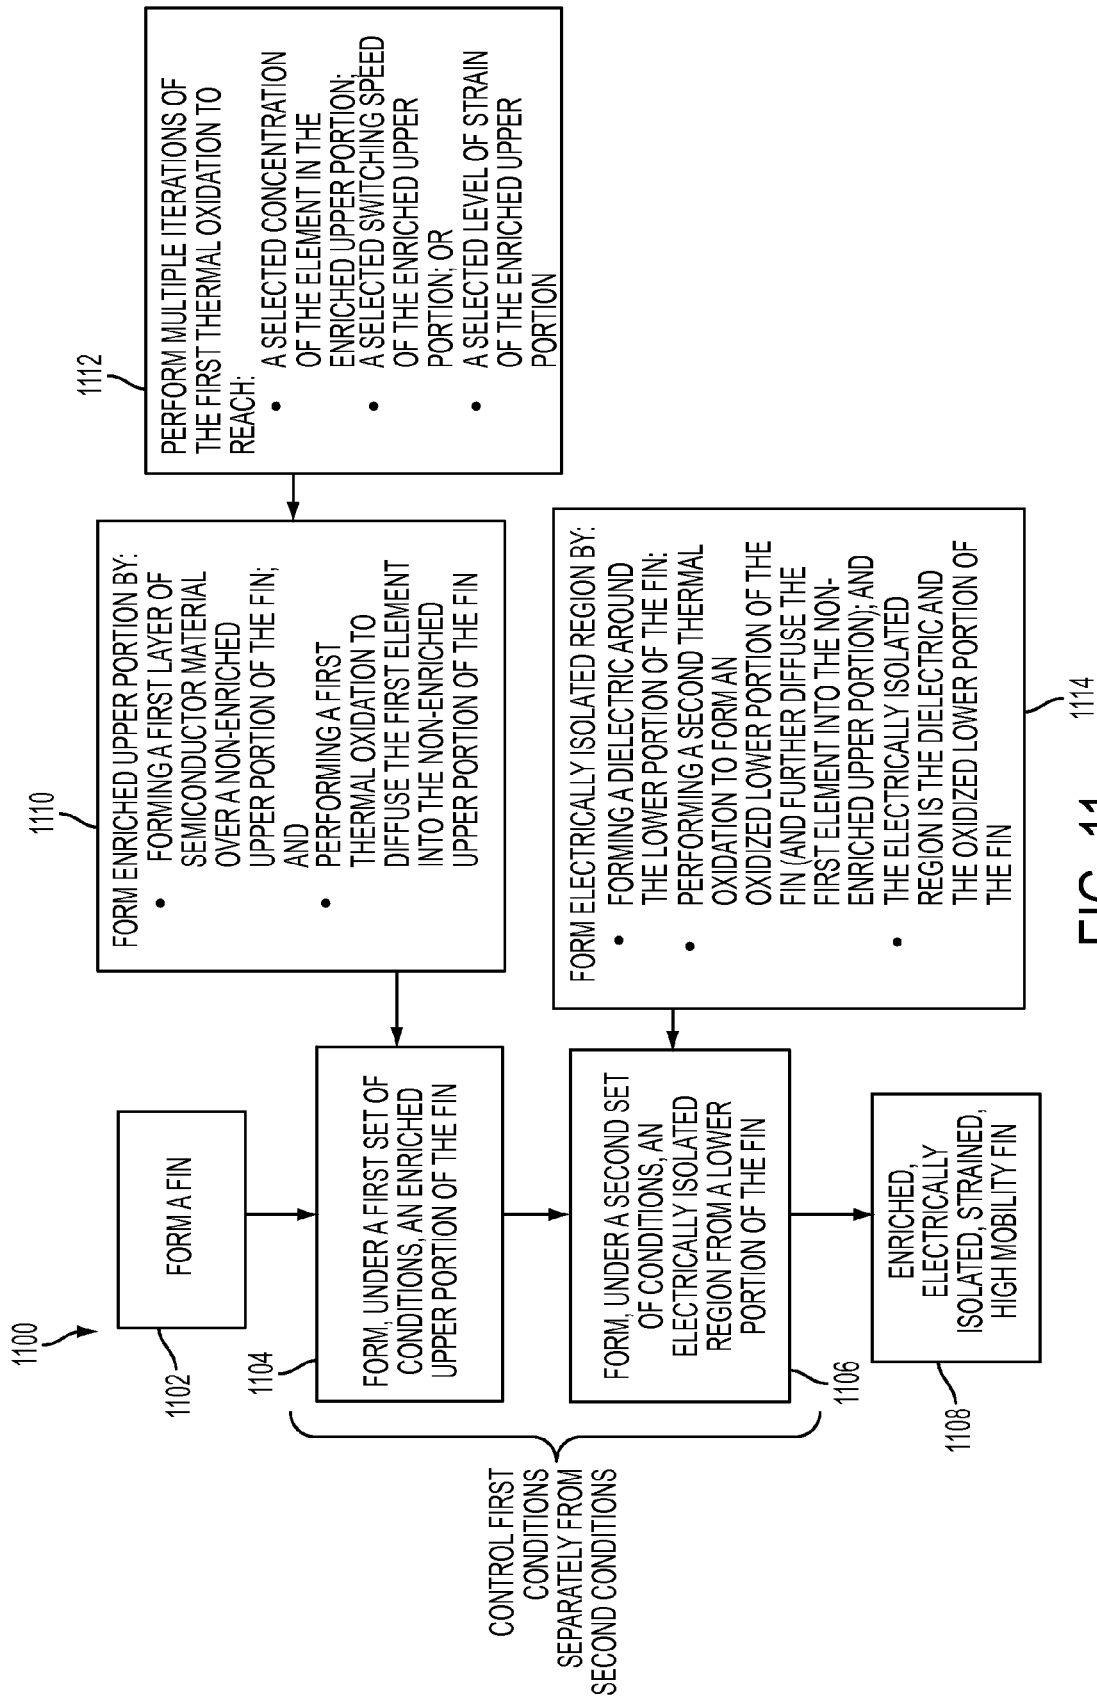 1100
1102
FORM A FIN
1104
FORM, UNDER A FIRST SET OF
CONDITIONS, AN ENRICHED
UPPER PORTION OF THE FIN
FORM, UNDER A SECOND SET
OF CONDITIONS, AN
ELECTRICALLY ISOLATED
REGION FROM A LOWER
PORTION OF THE FIN
1106
1108
ENRICHED,
ELECTRICALLY
ISOLATED, STRAINED,
HIGH MOBILITY FIN
CONTROL FIRST
CONDITIONS
SEPARATELY FROM
SECOND CONDITIONS
1110
FORM ENRICHED UPPER PORTION BY:
• FORMING A FIRST LAYER OF
SEMICONDUCTOR MATERIAL
OVER A NON-ENRICHED
UPPER PORTION OF THE FIN;
AND
• PERFORMING A FIRST
THERMAL OXIDATION TO
DIFFUSE THE FIRST ELEMENT
INTO THE NON-ENRICHED
UPPER PORTION OF THE FIN
1112
PERFORM MULTIPLE ITERATIONS OF
THE FIRST THERMAL OXIDATION TO
REACH:
• A SELECTED CONCENTRATION
OF THE ELEMENT IN THE
ENRICHED UPPER PORTION;
• A SELECTED SWITCHING SPEED
OF THE ENRICHED UPPER
PORTION; OR
• A SELECTED LEVEL OF STRAIN
OF THE ENRICHED UPPER
PORTION
FORM ELECTRICALLY ISOLATED REGION BY:
• FORMING A DIELECTRIC AROUND
THE LOWER PORTION OF THE FIN:
• PERFORMING A SECOND THERMAL
OXIDATION TO FORM AN
OXIDIZED LOWER PORTION OF THE
FIN (AND FURTHER DIFFUSE THE
FIRST ELEMENT INTO THE NON-
ENRICHED UPPER PORTION); AND
• THE ELECTRICALLY ISOLATED
REGION IS THE DIELECTRIC AND
THE OXIDIZED LOWER PORTION OF
THE FIN
1114
FIG. 11